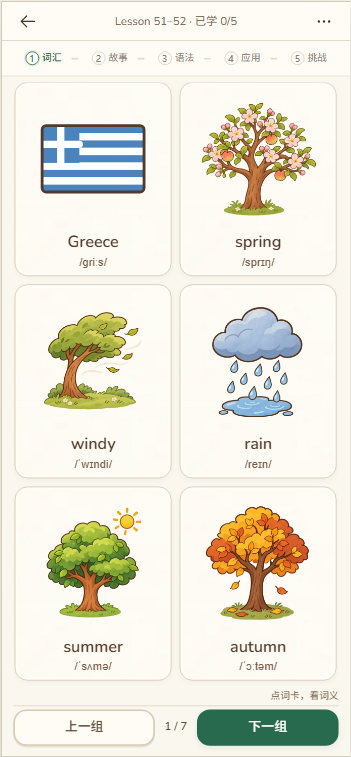 Lesson 51–52 · 已学 0/5
1 词汇 – 2 故事 – 3 语法 – 4 应用 – 5 挑战
Greece
/ɡriːs/
spring
/sprɪŋ/
windy
/ˈwɪndi/
rain
/reɪn/
summer
/ˈsʌmə/
autumn
/ˈɔːtəm/
点词卡，看词义
上一组
1 / 7
下一组